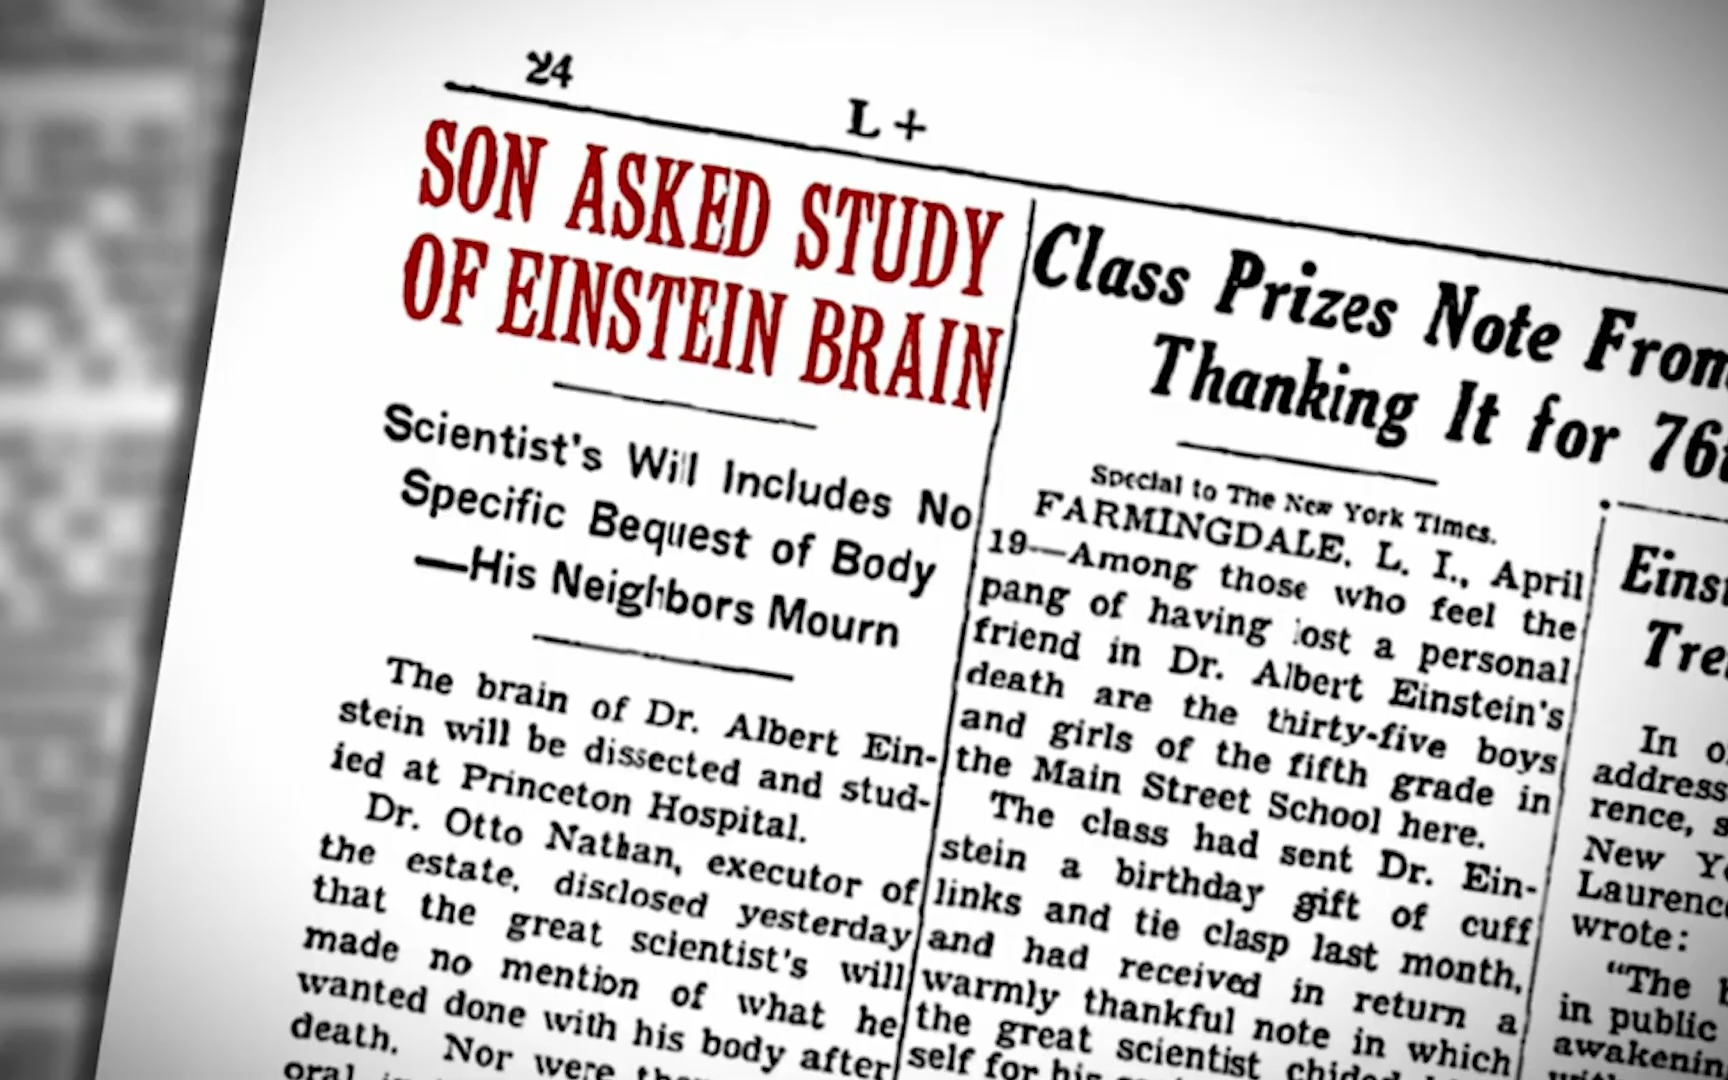 24
L +
SON ASKED STUDY
OF EINSTEIN BRAIN
Scientist's Will Includes No
Specific Bequest of Body
—His Neighbors Mourn
The brain of Dr. Albert Ein-
stein will be dissected and stud-
ied at Princeton Hospital.
Dr. Otto Nathan, executor of
the estate, disclosed yesterday
that the great scientist's will
made no mention of what he
wanted done with his body after
death. Nor were
oral
Class Prizes Note From
Thanking It for
Special to The New York Times.
FARMINGDALE, L. I., April
19—Among those who feel the
pang of having lost a personal
friend in Dr. Albert Einstein's
death are the thirty-five boys
and girls of the fifth grade in
the Main Street School here.
The class had sent Dr. Ein-
stein a birthday gift of cuff
links and tie clasp last month,
and had received in return a
warmly thankful note in which
the great scientist chided
self for his
In
address
rence,
New
wrote:
“The
in public